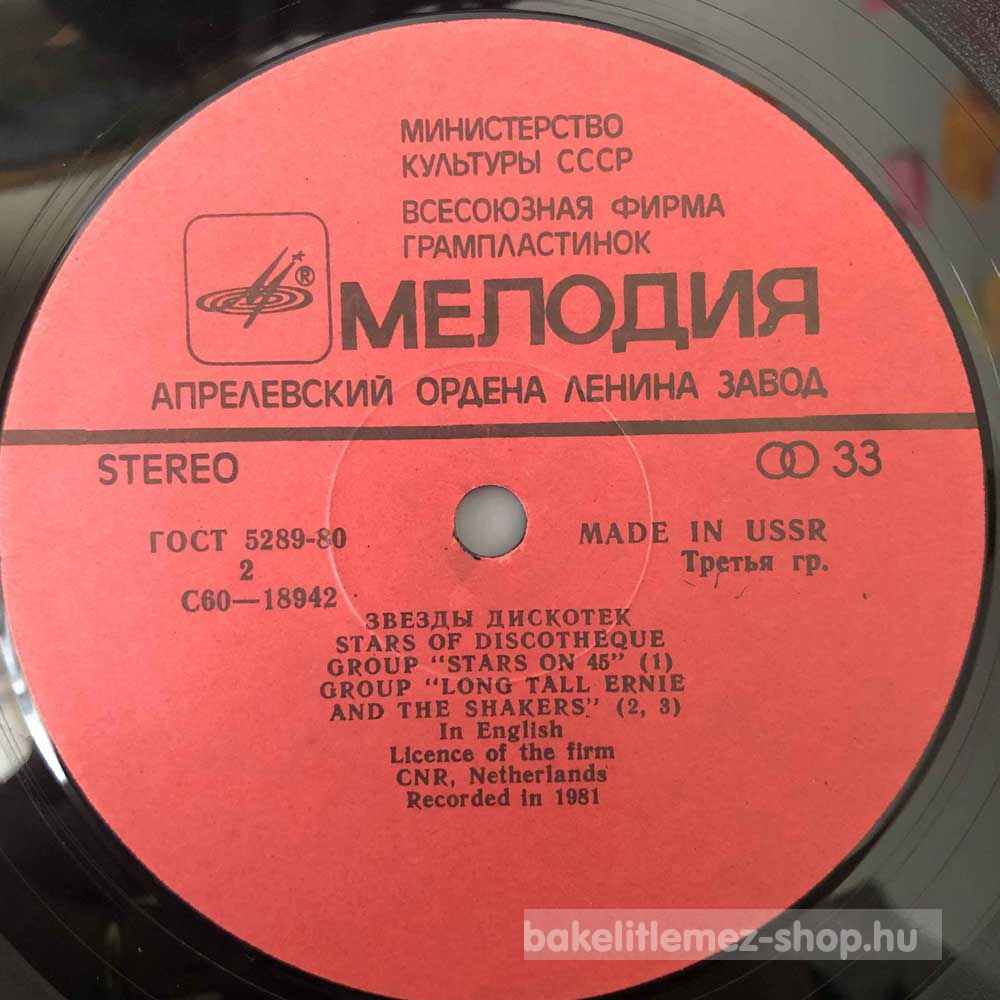 МИНИСТЕРСТВО
КУЛЬТУРЫ СССР
ВСЕСОЮЗНАЯ ФИРМА
ГРАМПЛАСТИНОК
®
МЕЛОДИЯ
АПРЕЛЕВСКИЙ ОРДЕНА ЛЕНИНА ЗАВОД
STEREO
33
ГОСТ 5289-80
2
С60—18942
MADE IN USSR
Третья гр.
ЗВЕЗДЫ ДИСКОТЕК
STARS OF DISCOTHEQUE
GROUP "STARS ON 45" (1)
GROUP "LONG TALL ERNIE
AND THE SHAKERS" (2, 3)
In English
Licence of the firm
CNR, Netherlands
Recorded in 1981
bakelitlemez-shop.hu